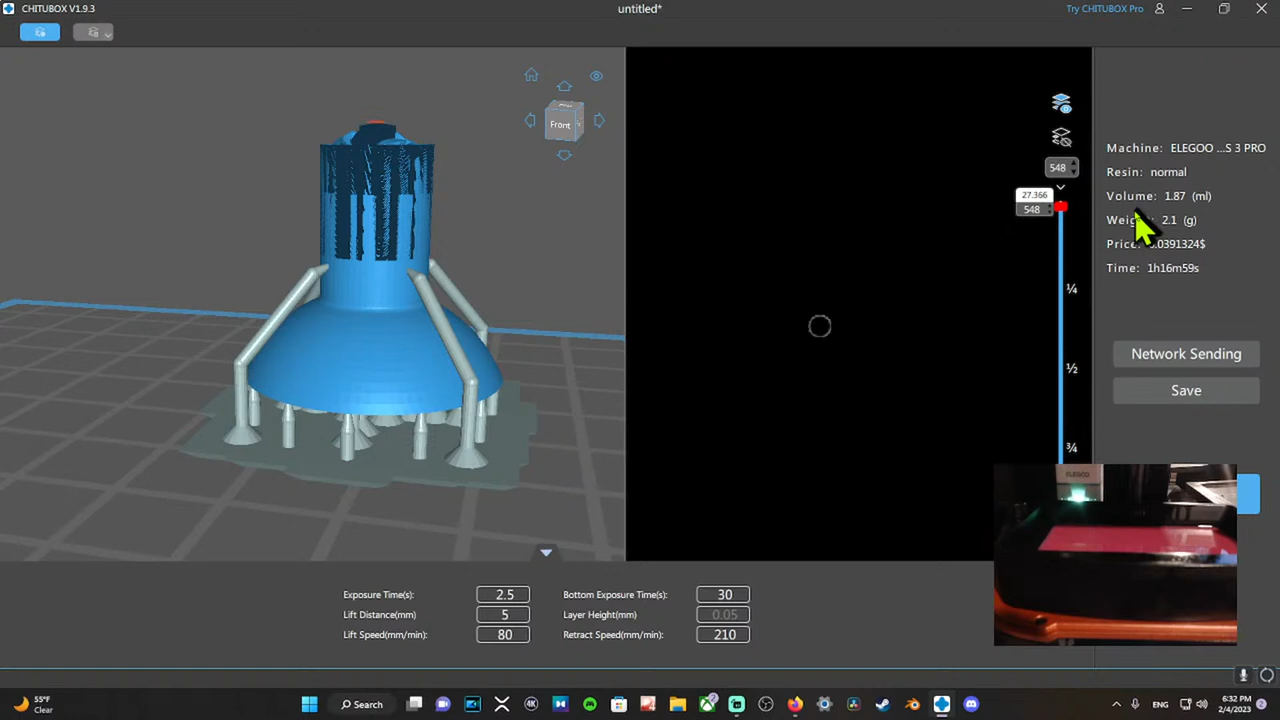 CHITUBOX V1.9.3
untitled*
Try CHITUBOX Pro
Front
548
27.366
548
¼
½
¾
Machine: ELEGOO ...S 3 PRO
Resin: normal
Volume: 1.87 (ml)
2.1 (g)
Time: 1h16m59s
Network Sending
Save
ELEGOO
Exposure Time(s): 2.5
Bottom Exposure Time(s): 30
Lift Distance(mm) 5
Layer Height(mm) 0.05
Lift Speed(mm/min): 80
Retract Speed(mm/min): 210
55°F
Clear
Search
ENG
6:32 PM
2/4/2023